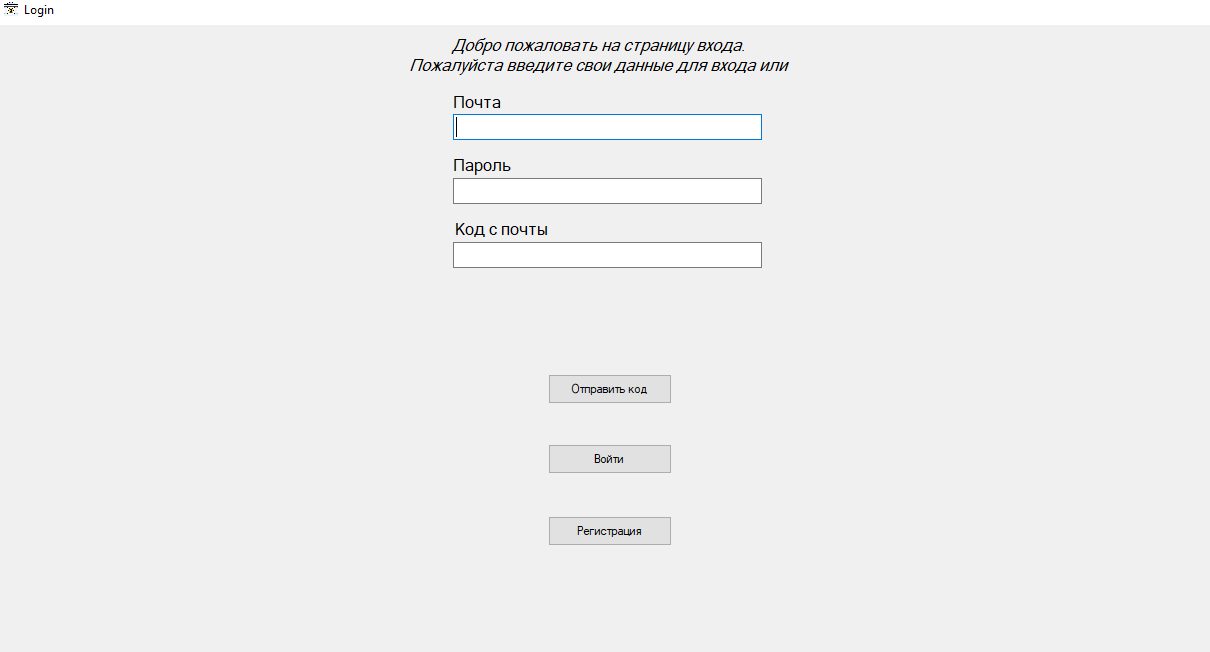 Login
Добро пожаловать на страницу входа.
Пожалуйста введите свои данные для входа или
Почта
Пароль
Код с почты
Отправить код
Войти
Регистрация